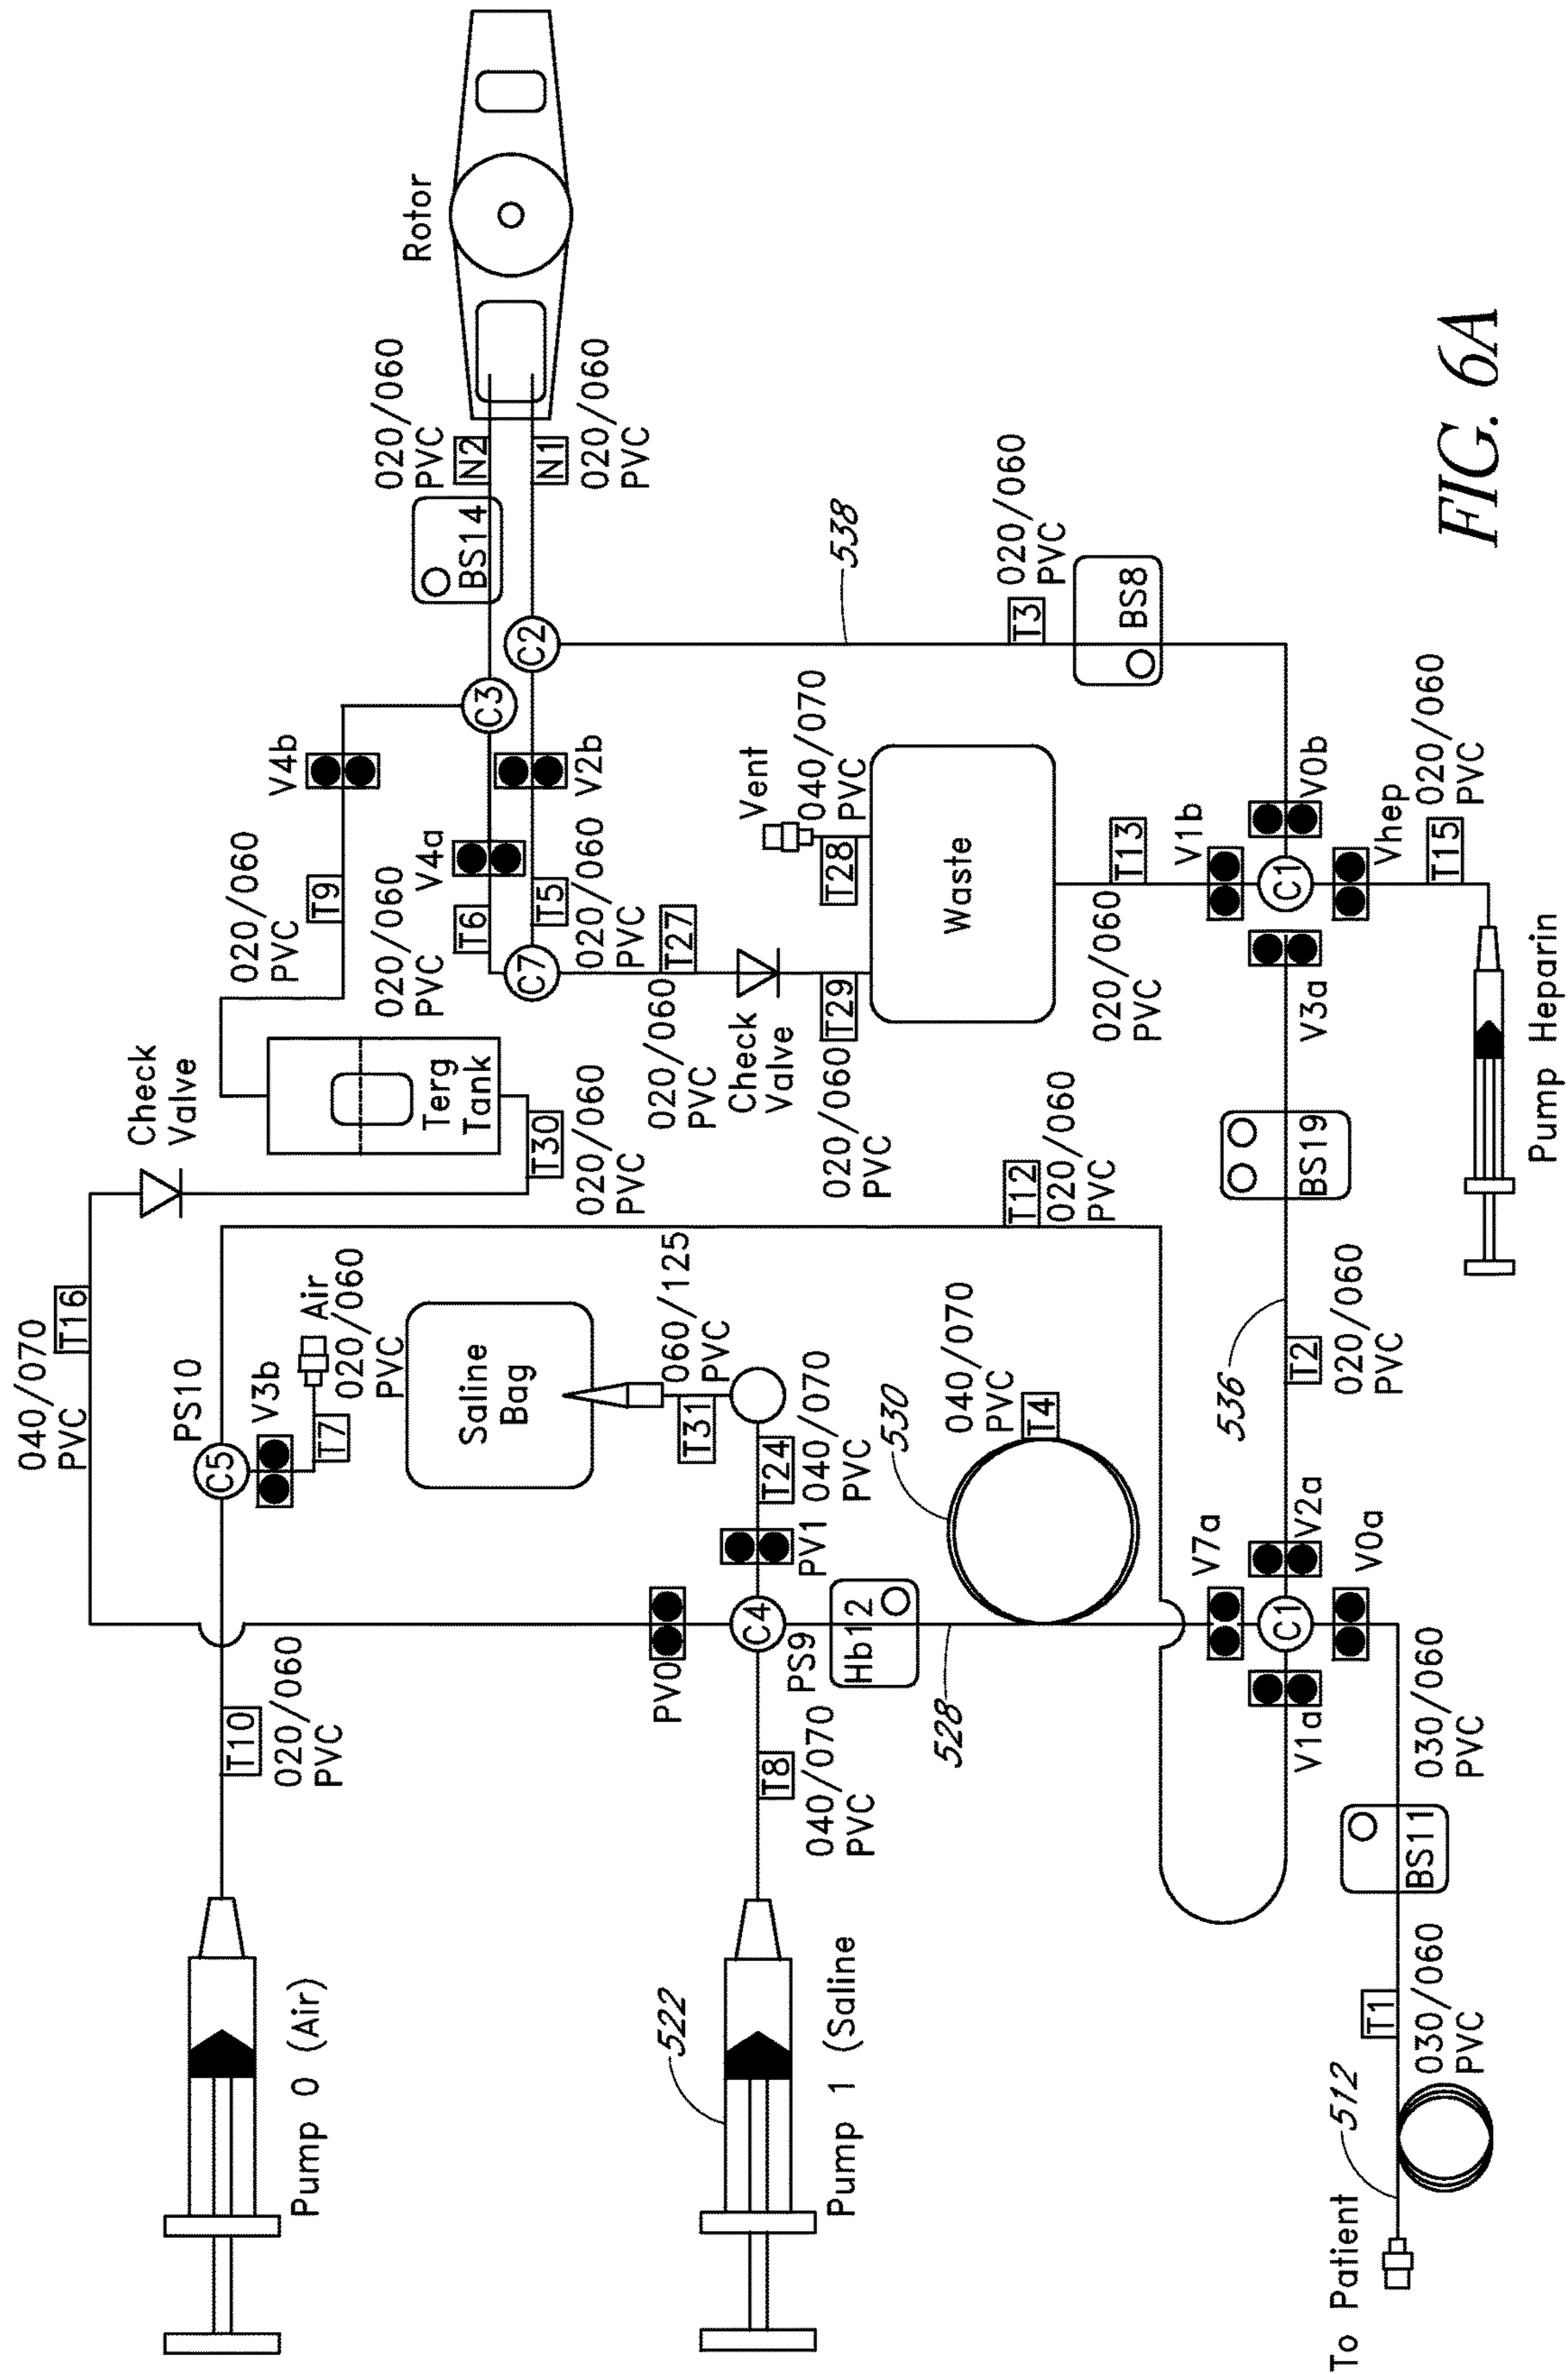 040/070
PVC
T16
Check
Valve
PS10
C5
V3b
T7
Air
020/060
PVC
T10
020/060
PVC
Pump 0 (Air)
Terg
Tank
T30
020/060
PVC
020/060
PVC
T9
V4b
C3
020/060
PVC
T6
V4a
C7
T5
020/060
PVC
V2b
C2
BS14
020/060
PVC
N2
N1
020/060
PVC
Rotor
Saline
Bag
T31
060/125
PVC
T24
040/070
PVC
PV1
PV0
C4
PS9
Hb12
T8
040/070
PVC
522
Pump 1 (Saline
528
530
040/070
PVC
T4
T12
020/060
PVC
T27
020/060
PVC
Check
Valve
T29
020/060
PVC
Vent
T28
040/070
PVC
Waste
T13
020/060
PVC
538
T3
020/060
PVC
BS8
V7a
C1
V1a
V2a
V0a
536
T2
020/060
PVC
BS19
V3a
V1b
C1
V0b
Vhep
T15
020/060
PVC
Pump Heparin
030/060
PVC
BS11
T1
030/060
PVC
512
To Patient
FIG. 6A